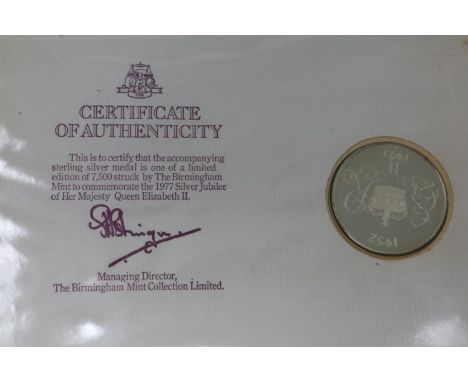 CERTIFICATE
OF AUTHENTICITY
This is to certify that the accompanying
sterling silver medal is one of a limited
edition of 7,500 struck by The Birmingham
Mint to commemorate the 1977 Silver Jubilee
of Her Majesty Queen Elizabeth II.
Managing Director,
The Birmingham Mint Collection Limited.
1977
II
1952